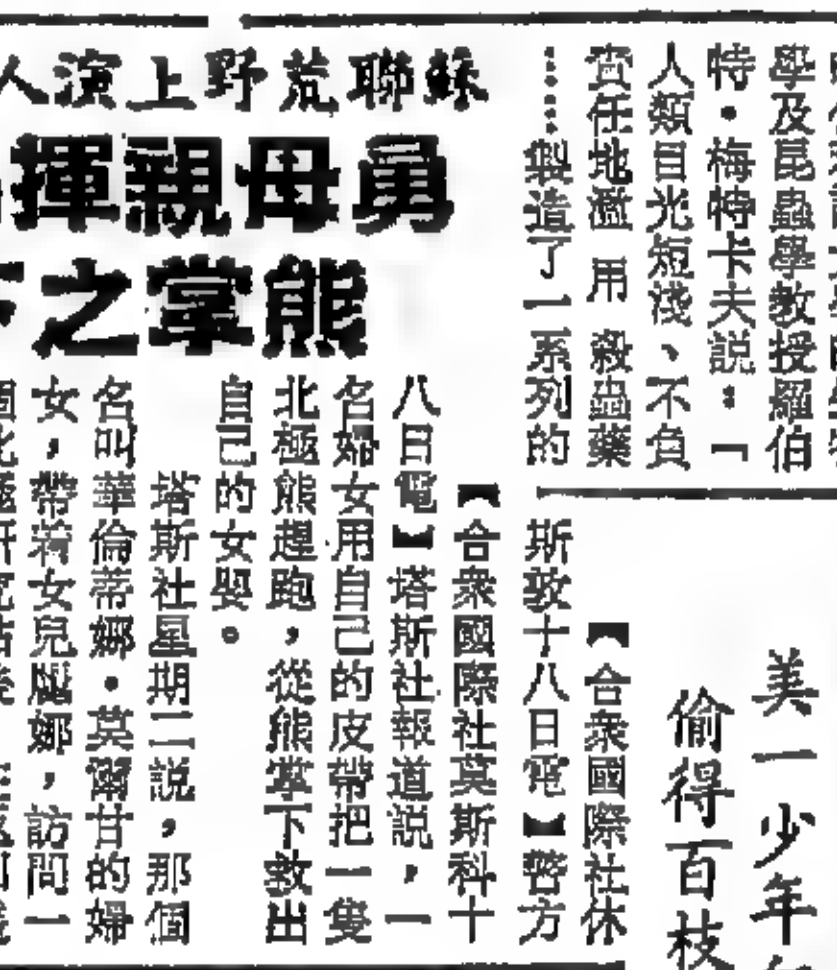 學及昆蟲學教授羅伯
特·梅特卡夫說：「
人類目光短淺、不負
責任地濫用殺蟲藥
……製造了一系列的
蘇聯荒野上演人
勇母親揮
熊掌之下
【合衆國際社莫斯科十
八日電】塔斯社報道説，一
名婦女用自己的皮帶把一隻
北極熊趕跑，從熊掌下救出
自己的女嬰。
塔斯社星期二説，那個
名叫華倫蒂娜·莫爾甘的婦
女，帶着女兒娜，訪問一
美一少年
偷得百枝
【合衆國際社休
斯敦十八日電】警方